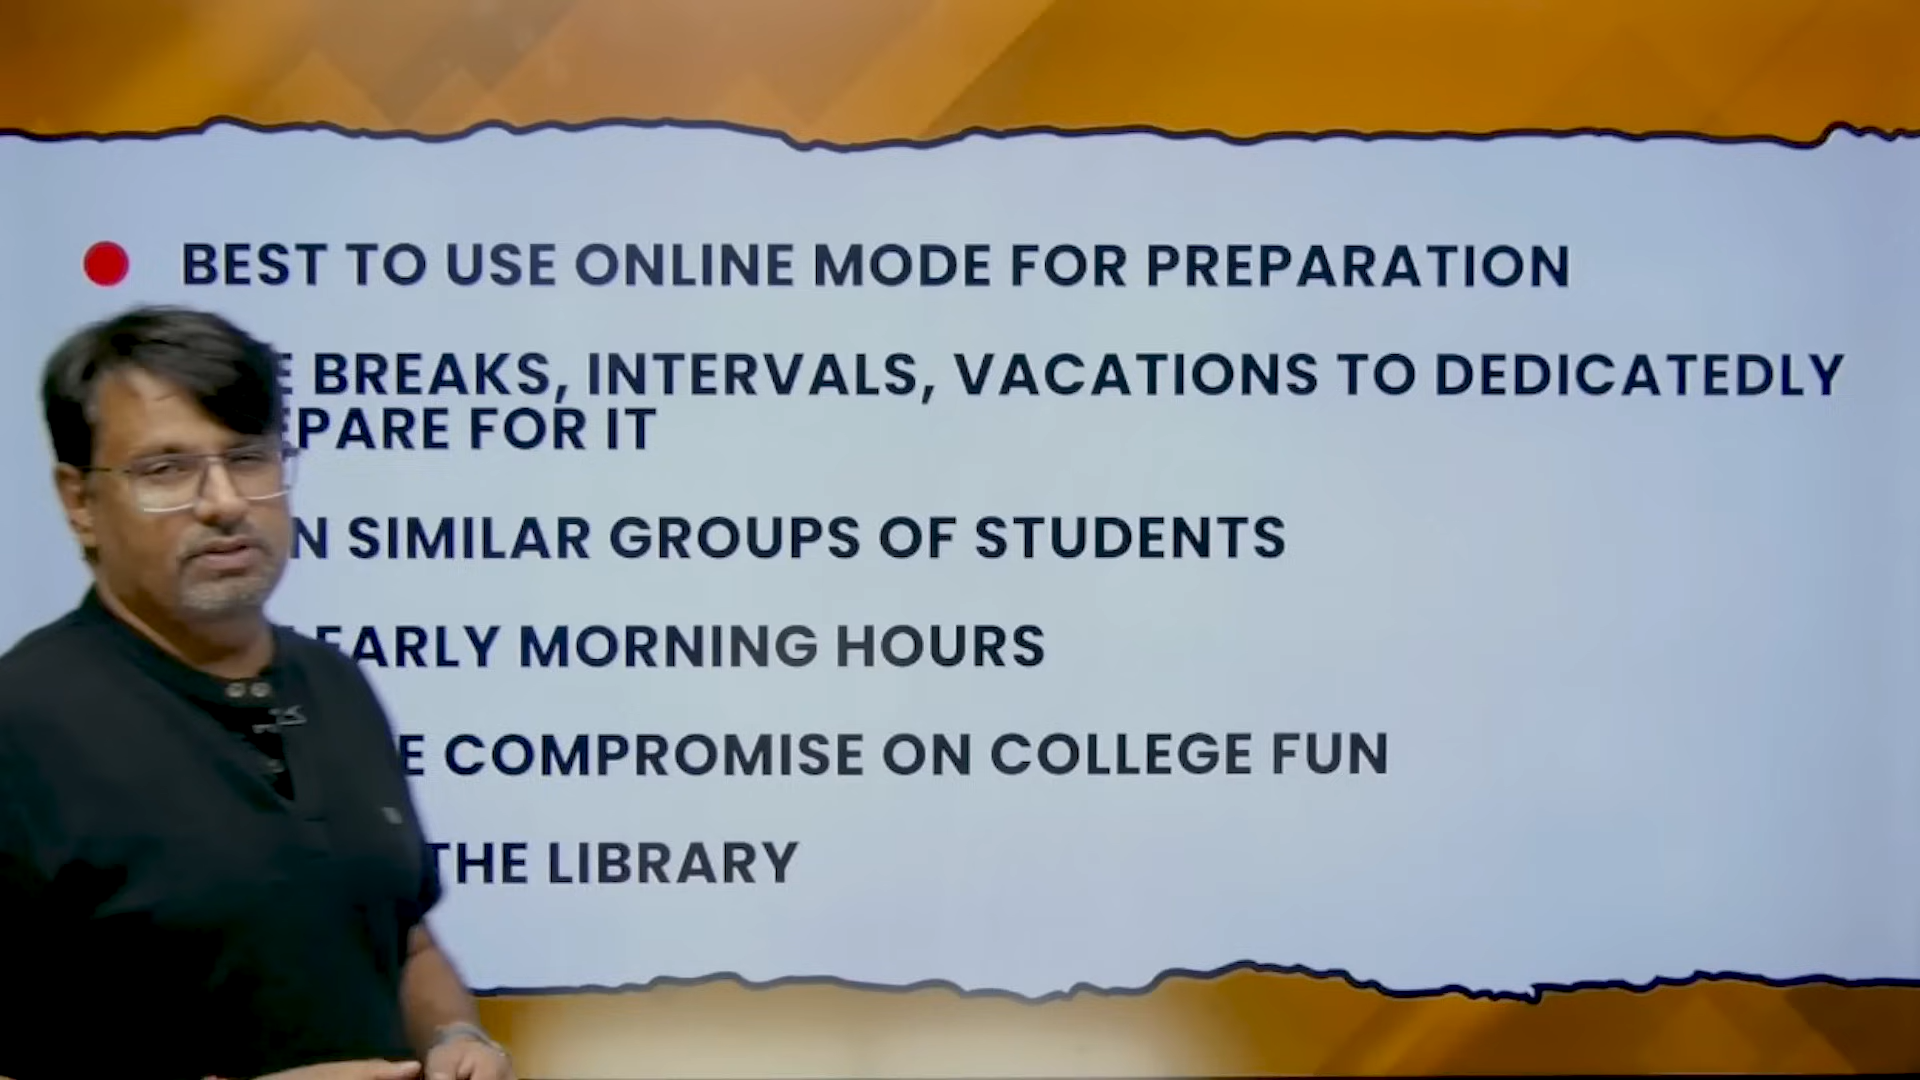 BEST TO USE ONLINE MODE FOR PREPARATION
BREAKS, INTERVALS, VACATIONS TO DEDICATEDLY
FOR IT
SIMILAR GROUPS OF STUDENTS
EARLY MORNING HOURS
COMPROMISE ON COLLEGE FUN
THE LIBRARY